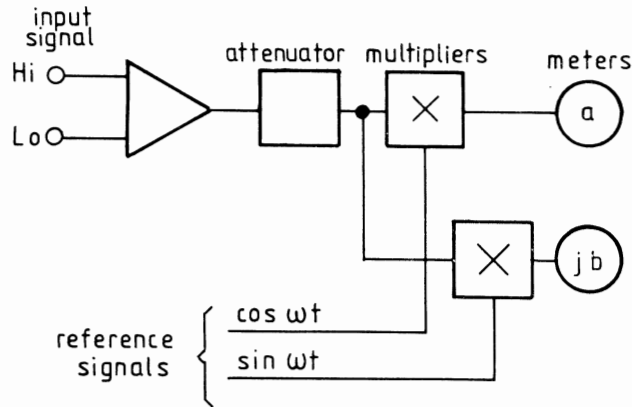 input
signal
Hi
Lo
attenuator
multipliers
meters
×
a
×
jb
reference
signals
cos ωt
sin ωt